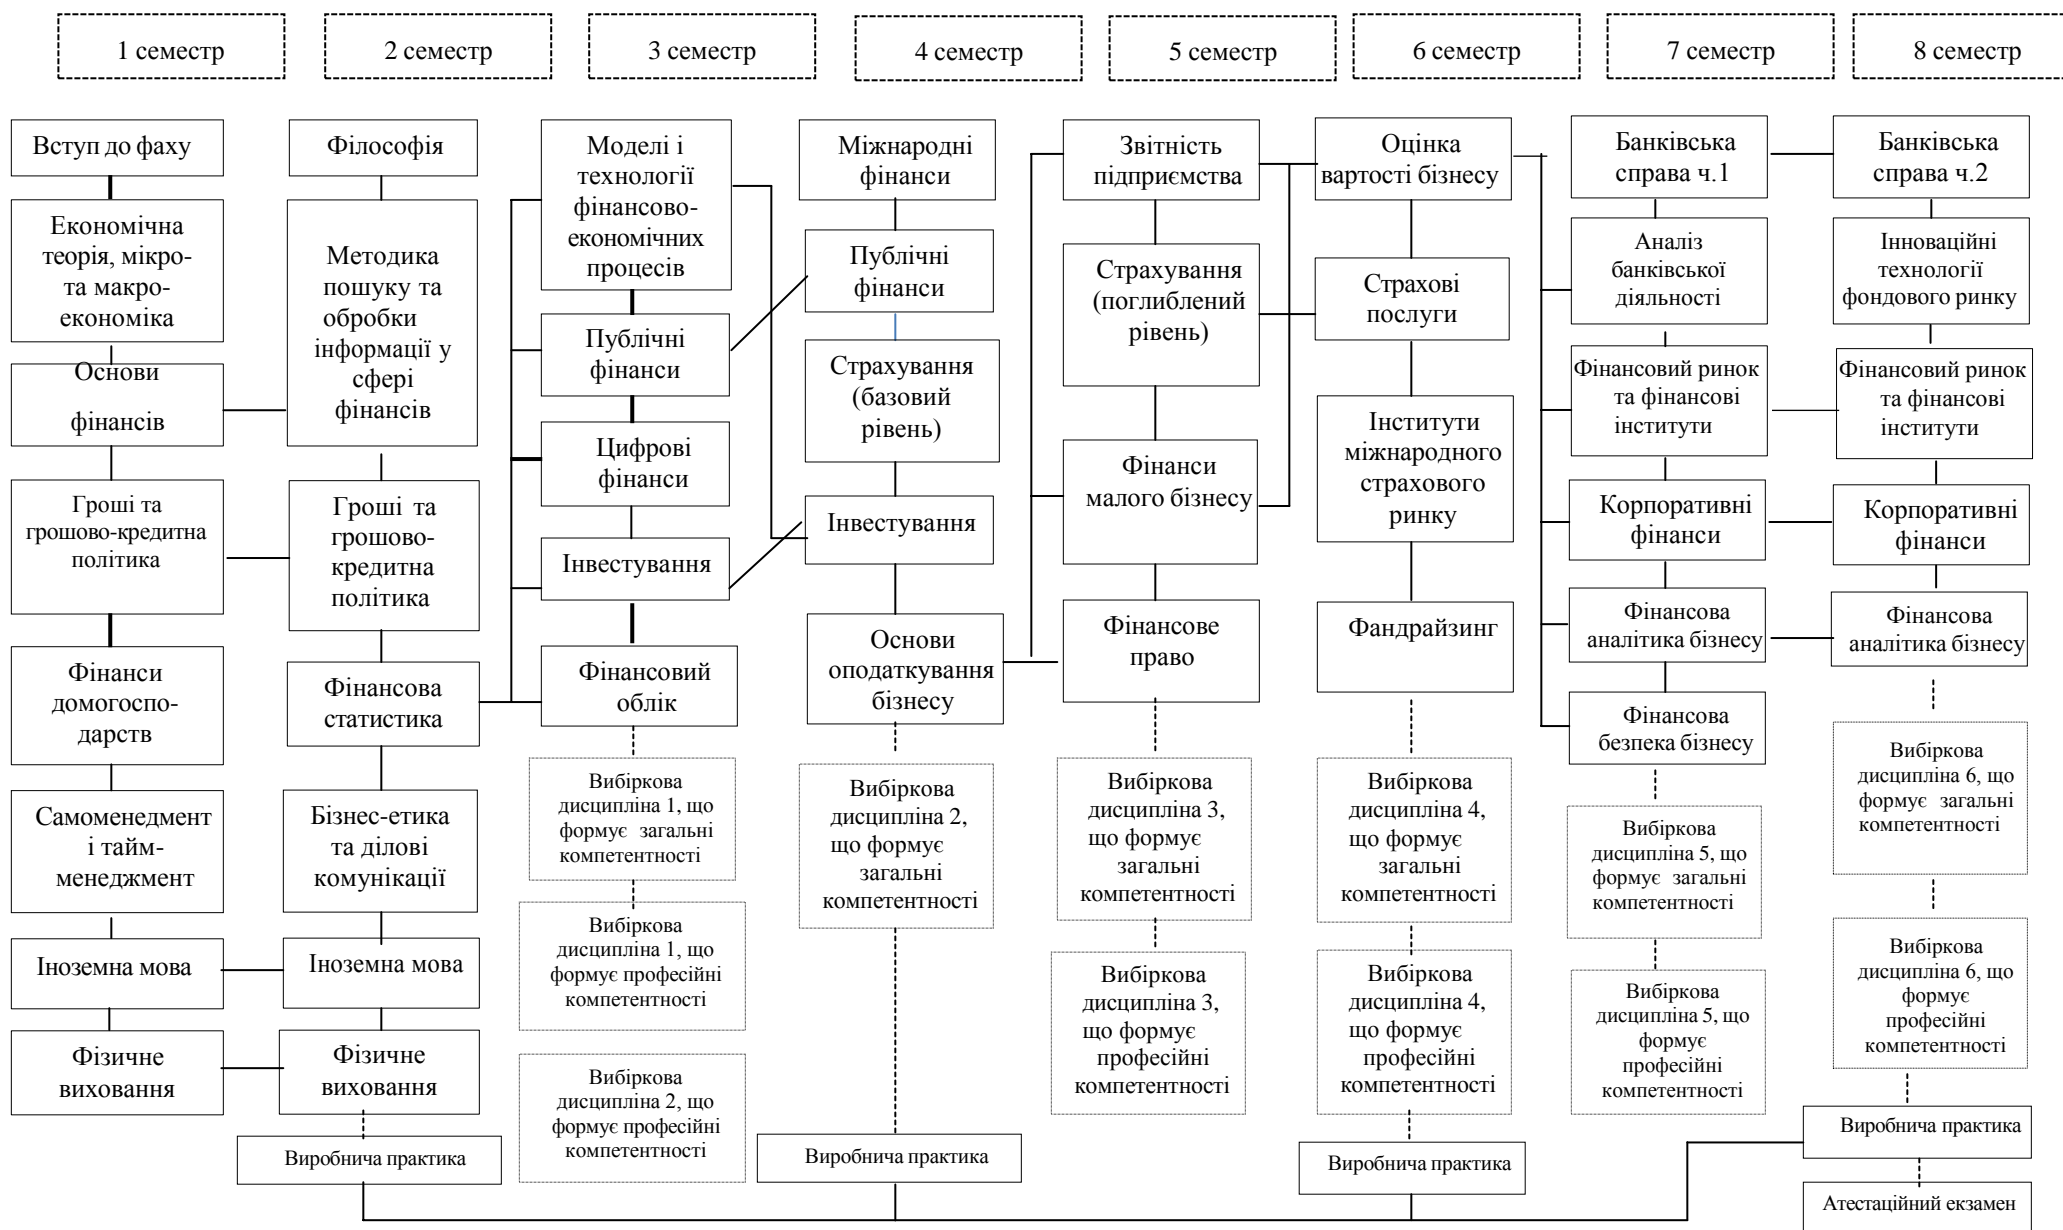 1 семестр
2 семестр
3 семестр
4 семестр
5 семестр
6 семестр
7 семестр
8 семестр
Вступ до фаху
Економічна
теорія, мікро-
та макро-
економіка
Основи
фінансів
Гроші та
грошово-кредитна
політика
Фінанси
домогоспо-
дарств
Самоменедмент
і тайм-
менеджмент
Іноземна мова
Фізичне
виховання
Філософія
Методика
пошуку та
обробки
інформації у
сфері
фінансів
Гроші та
грошово-
кредитна
політика
Фінансова
статистика
Бізнес-етика
та ділові
комунікації
Іноземна мова
Фізичне
виховання
Виробнича практика
Моделі і
технології
фінансово-
економічних
процесів
Публічні
фінанси
Цифрові
фінанси
Інвестування
Фінансовий
облік
Вибіркова
дисципліна 1, що
формує загальні
компетентності
Вибіркова
дисципліна 1, що
формує професійні
компетентності
Вибіркова
дисципліна 2, що
формує професійні
компетентності
Міжнародні
фінанси
Публічні
фінанси
Страхування
(базовий
рівень)
Інвестування
Основи
оподаткування
бізнесу
Вибіркова
дисципліна 2,
що формує
загальні
компетентності
Виробнича практика
Звітність
підприємства
Страхування
(поглиблений
рівень)
Фінанси
малого бізнесу
Фінансове
право
Вибіркова
дисципліна 3,
що формує
загальні
компетентності
Вибіркова
дисципліна 3,
що формує
професійні
компетентності
Оцінка
вартості бізнесу
Страхові
послуги
Інститути
міжнародного
страхового
ринку
Фандрайзинг
Вибіркова
дисципліна 4,
що формує
загальні
компетентності
Вибіркова
дисципліна 4,
що формує
професійні
компетентності
Виробнича практика
Банківська
справа ч.1
Аналіз
банківської
діяльності
Фінансовий ринок
та фінансові
інститути
Корпоративні
фінанси
Фінансова
аналітика бізнесу
Фінансова
безпека бізнесу
Вибіркова
дисципліна 5, що
формує загальні
компетентності
Вибіркова
дисципліна 5, що
формує
професійні
компетентності
Банківська
справа ч.2
Інноваційні
технології
фондового ринку
Фінансовий ринок
та фінансові
інститути
Корпоративні
фінанси
Фінансова
аналітика бізнесу
Вибіркова
дисципліна 6, що
формує загальні
компетентності
Вибіркова
дисципліна 6, що
формує
професійні
компетентності
Виробнича практика
Атестаційний екзамен